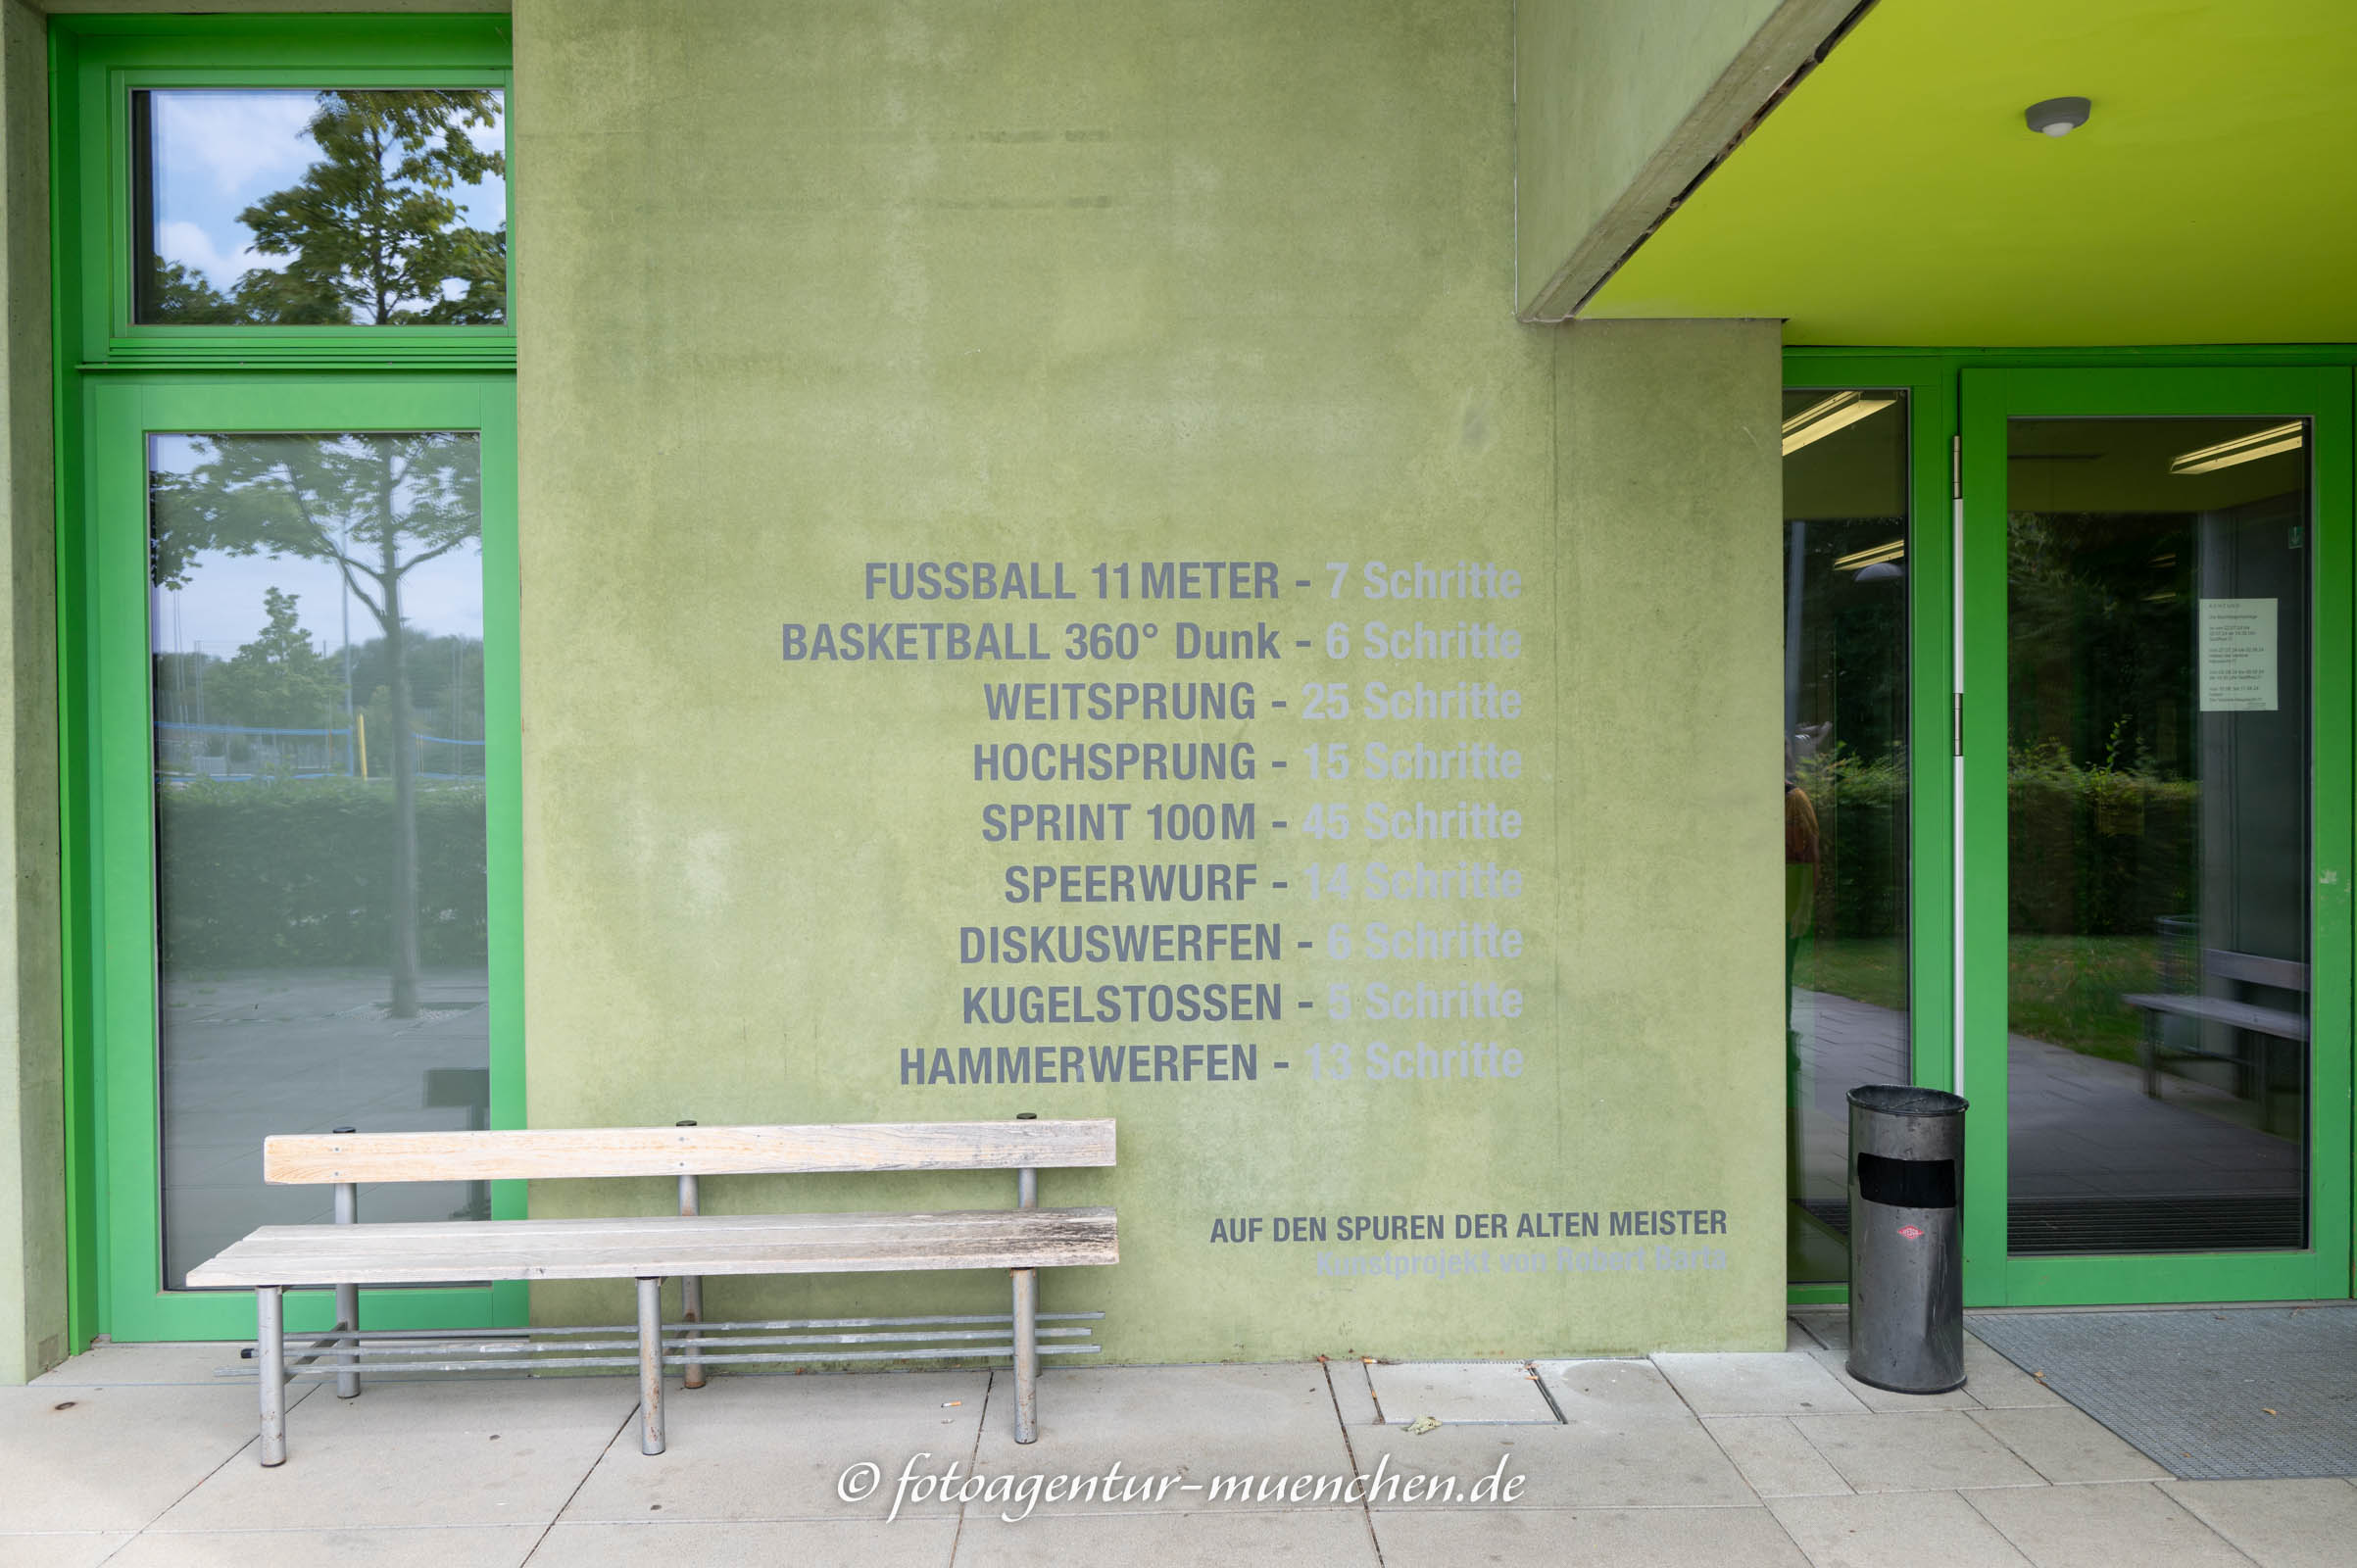 FUSSBALL 11 METER - 7 Schritte
BASKETBALL 360° Dunk - 6 Schritte
WEITSPRUNG - 25 Schritte
HOCHSPRUNG - 15 Schritte
SPRINT 100 M - 45 Schritte
SPEERWURF - 14 Schritte
DISKUSWERFEN - 6 Schritte
KUGELSTOSSEN - 5 Schritte
HAMMERWERFEN - 13 Schritte
AUF DEN SPUREN DER ALTEN MEISTER
Kunstprojekt von Robert Barta
© fotoagentur-muenchen.de